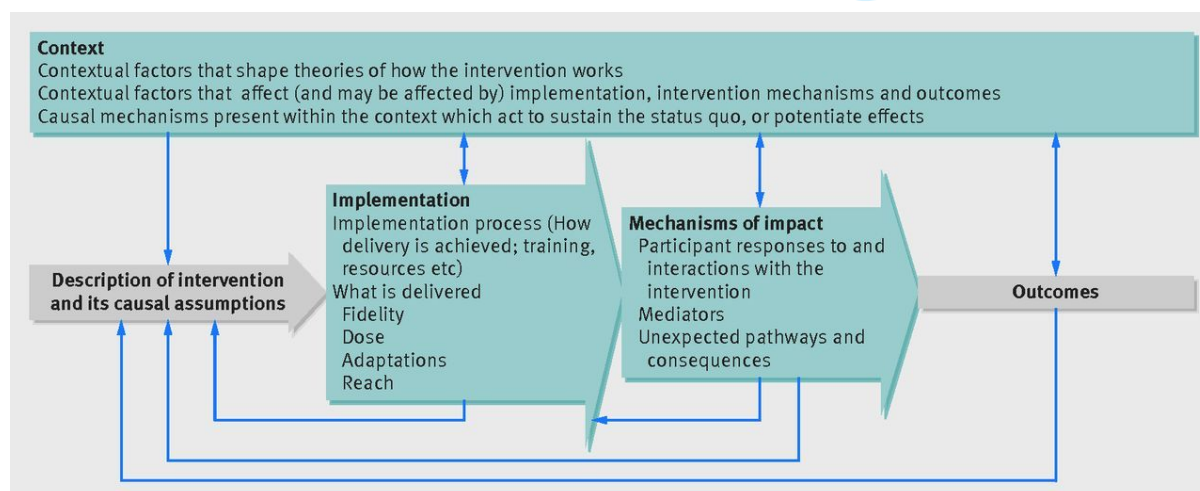 Context
Contextual factors that shape theories of how the intervention works
Contextual factors that affect (and may be affected by) implementation, intervention mechanisms and outcomes
Causal mechanisms present within the context which act to sustain the status quo, or potentiate effects
Description of intervention
and its causal assumptions
Implementation
Implementation process (How
delivery is achieved; training,
resources etc)
What is delivered
Fidelity
Dose
Adaptations
Reach
Mechanisms of impact
Participant responses to and
interactions with the
intervention
Mediators
Unexpected pathways and
consequences
Outcomes